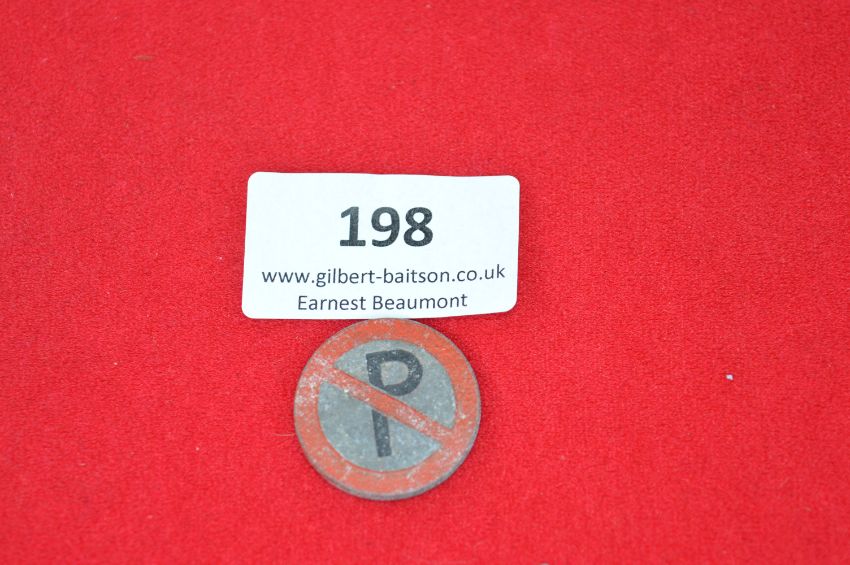 198
www.gilbert-baitson.co.uk
Earnest Beaumont
P